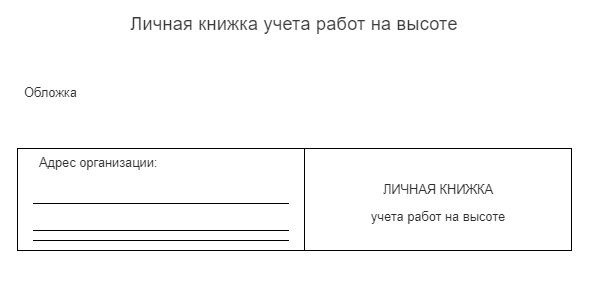 Личная книжка учета работ на высоте
Обложка
Адрес организации:
ЛИЧНАЯ КНИЖКА
учета работ на высоте